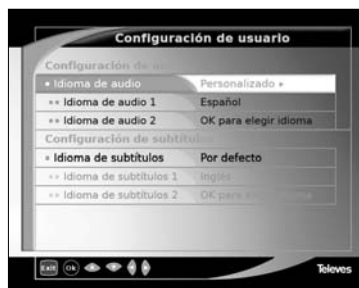 Configuración de usuario
Configuración de
• Idioma de audio Personalizado ▸
•• Idioma de audio 1 Español
•• Idioma de audio 2 OK para elegir idioma
Configuración de subtítulos
• Idioma de subtítulos Por defecto
•• Idioma de subtítulos 1 Inglés
•• Idioma de subtítulos 2 OK para idioma
Exit Ok Televes